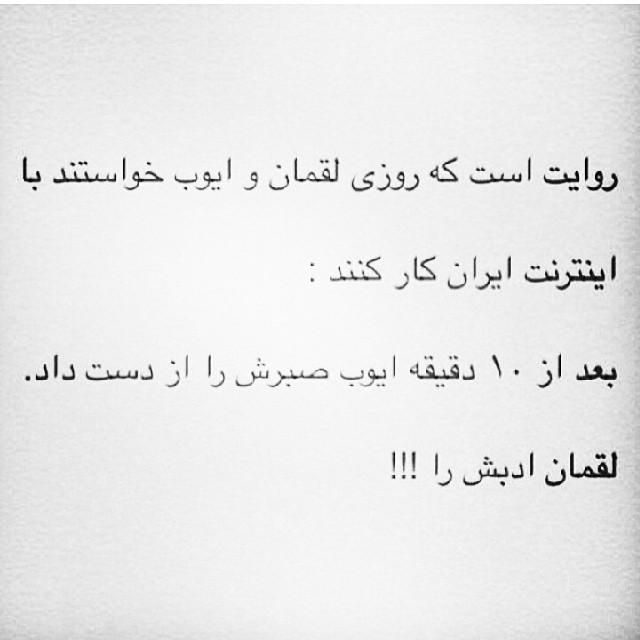 روایت است که روزی لقمان و ایوب خواستند با
اینترنت ایران کار کنند :
بعد از ۱۰ دقیقه ایوب صبرش را از دست داد.
لقمان ادبش را !!!